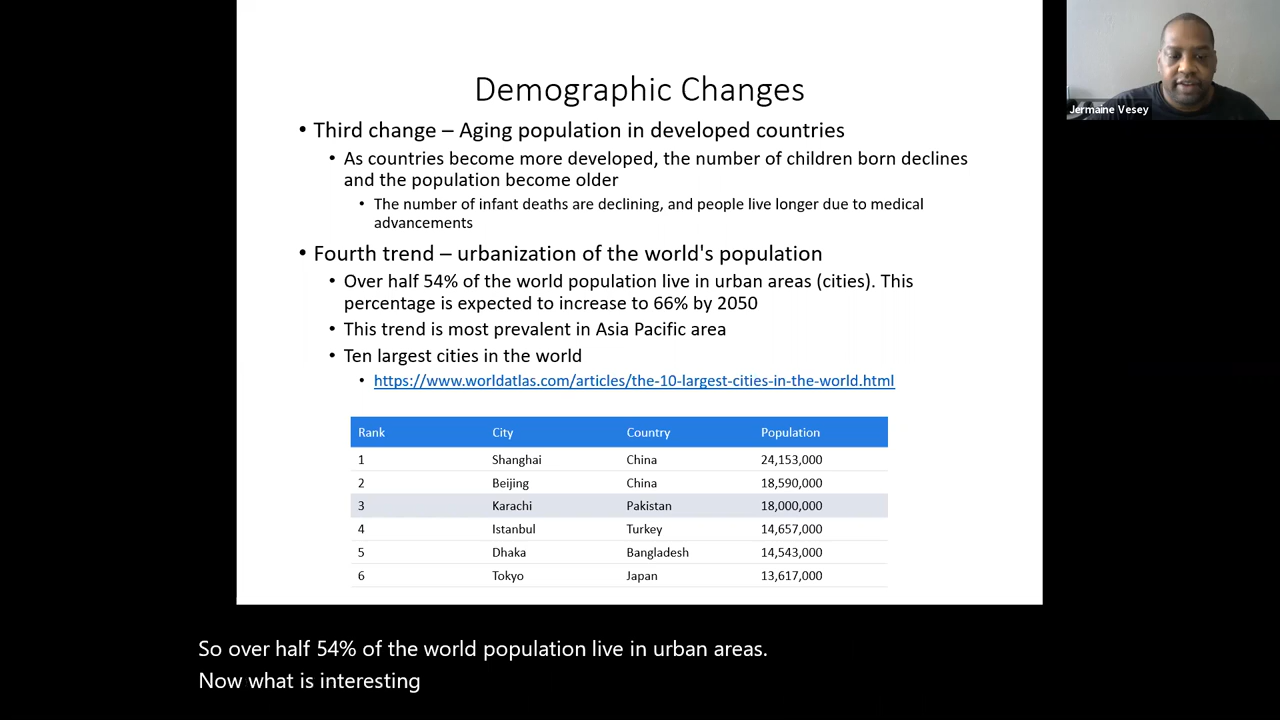 Demographic Changes
• Third change – Aging population in developed countries
• As countries become more developed, the number of children born declines
and the population become older
• The number of infant deaths are declining, and people live longer due to medical
advancements
• Fourth trend – urbanization of the world's population
• Over half 54% of the world population live in urban areas (cities). This
percentage is expected to increase to 66% by 2050
• This trend is most prevalent in Asia Pacific area
• Ten largest cities in the world
• https://www.worldatlas.com/articles/the-10-largest-cities-in-the-world.html
Rank City Country Population
1 Shanghai China 24,153,000
2 Beijing China 18,590,000
3 Karachi Pakistan 18,000,000
4 Istanbul Turkey 14,657,000
5 Dhaka Bangladesh 14,543,000
6 Tokyo Japan 13,617,000
Jermaine Vesey
So over half 54% of the world population live in urban areas.
Now what is interesting